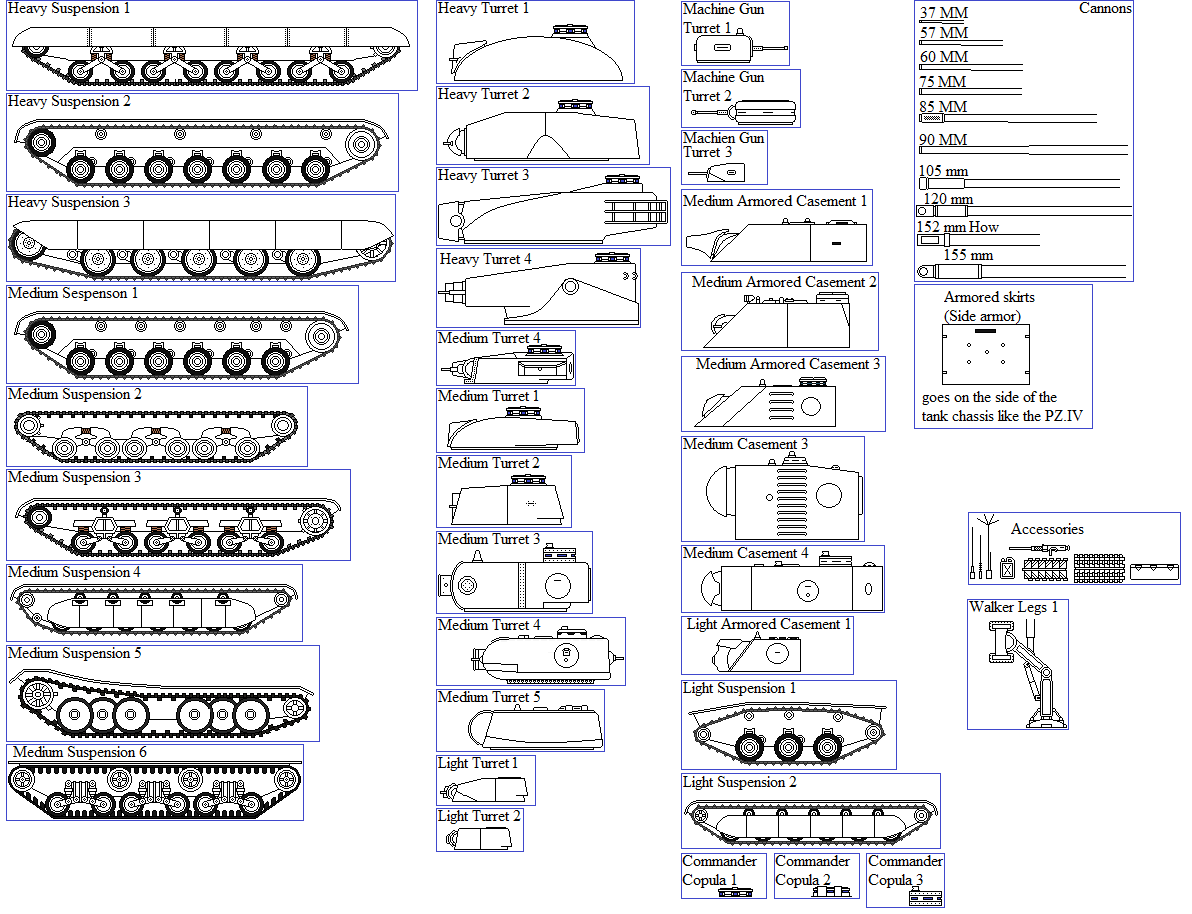 Heavy Suspension 1
Heavy Suspension 2
Heavy Suspension 3
Medium Sespenson 1
Medium Suspension 2
Medium Suspension 3
Medium Suspension 4
Medium Suspension 5
Medium Suspension 6
Heavy Turret 1
Heavy Turret 2
Heavy Turret 3
Heavy Turret 4
Medium Turret 4
Medium Turret 1
Medium Turret 2
Medium Turret 3
Medium Turret 4
Medium Turret 5
Light Turret 1
Light Turret 2
Machine Gun
Turret 1
Machine Gun
Turret 2
Machien Gun
Turret 3
Medium Armored Casement 1
Medium Armored Casement 2
Medium Armored Casement 3
Medium Casement 3
Medium Casement 4
Light Armored Casement 1
Light Suspension 1
Light Suspension 2
Commander
Copula 1
Commander
Copula 2
Commander
Copula 3
Cannons
37 MM
57 MM
60 MM
75 MM
85 MM
90 MM
105 mm
120 mm
152 mm How
155 mm
Armored skirts
(Side armor)
goes on the side of the
tank chassis like the PZ.IV
Accessories
Walker Legs 1